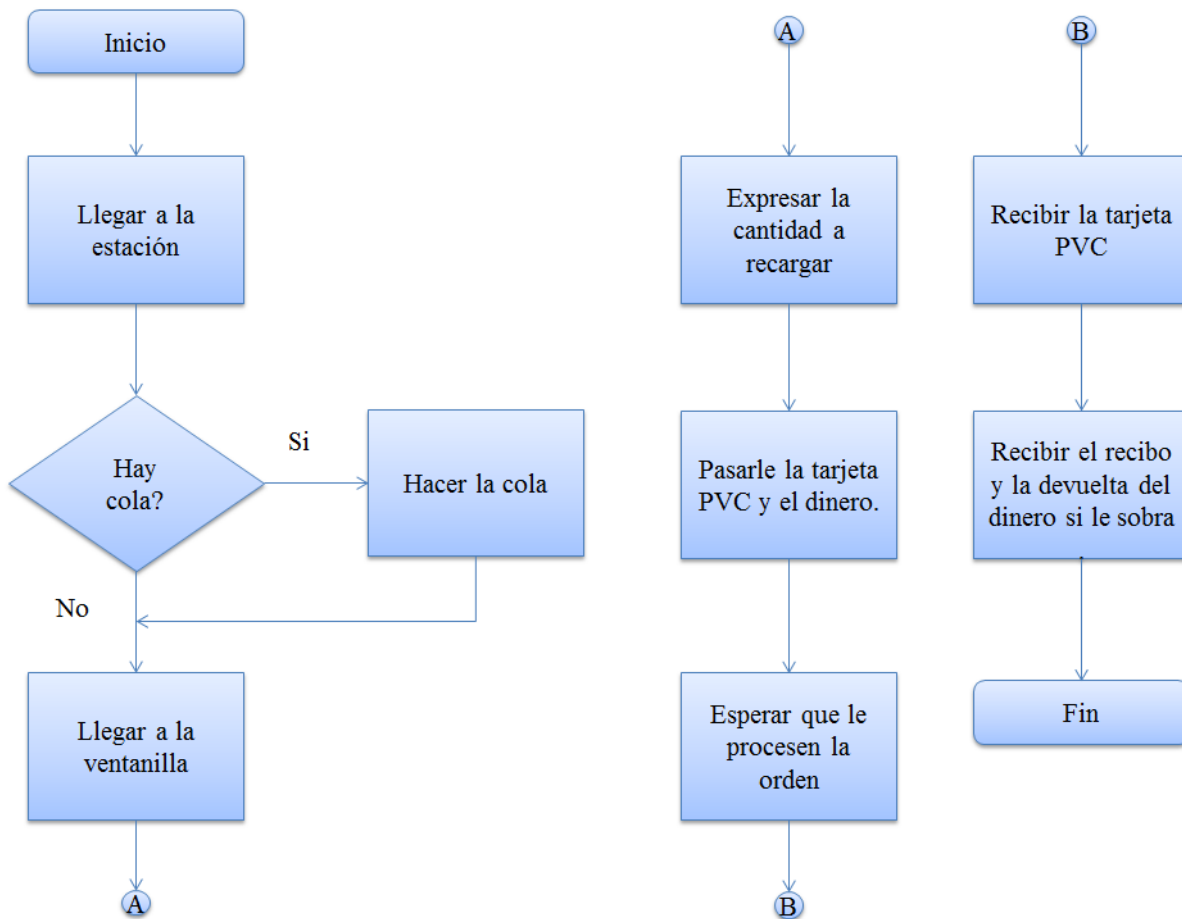 Inicio
Llegar a la
estación
Hay
cola?
Si
Hacer la cola
No
Llegar a la
ventanilla
A
A
Expresar la
cantidad a
recargar
Pasarle la tarjeta
PVC y el dinero.
Esperar que le
procesen la
orden
B
B
Recibir la tarjeta
PVC
Recibir el recibo
y la devuelta del
dinero si le sobra
.
Fin